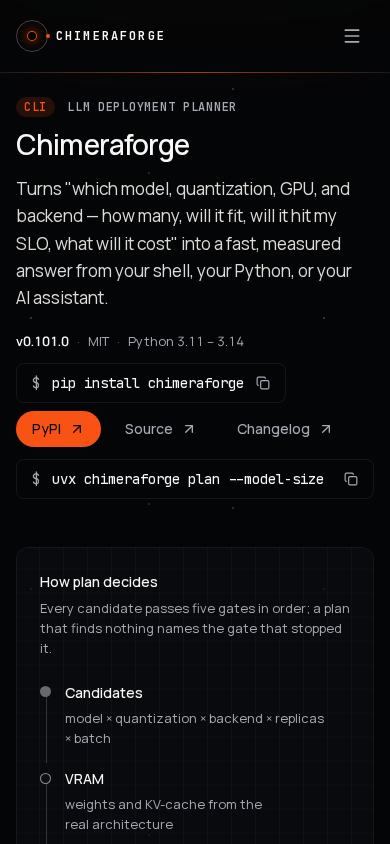 CHIMERAFORGE
CLI LLM DEPLOYMENT PLANNER
Chimeraforge
Turns "which model, quantization, GPU, and
backend — how many, will it fit, will it hit my
SLO, what will it cost" into a fast, measured
answer from your shell, your Python, or your
AI assistant.
v0.101.0 · MIT · Python 3.11 – 3.14
$ pip install chimeraforge
PyPI Source Changelog
$ uvx chimeraforge plan --model-size
How plan decides
Every candidate passes five gates in order; a plan
that finds nothing names the gate that stopped
it.
Candidates
model × quantization × backend × replicas
× batch
VRAM
weights and KV-cache from the
real architecture